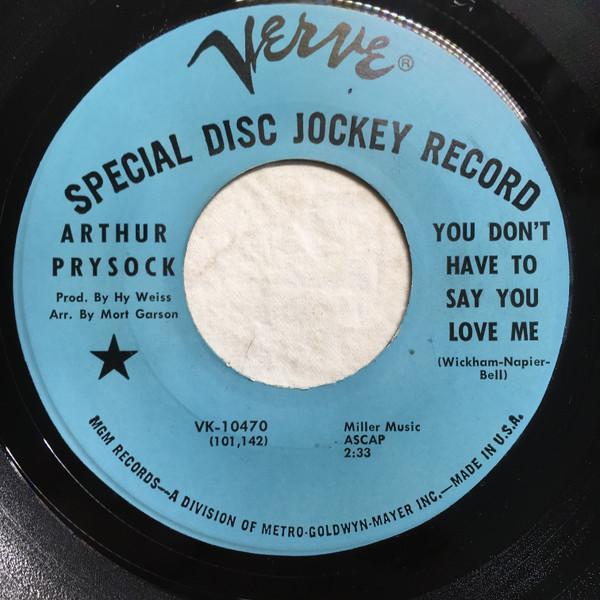 Verve®
SPECIAL DISC JOCKEY RECORD
ARTHUR
PRYSOCK
Prod. By Hy Weiss
Arr. By Mort Garson
YOU DON'T
HAVE TO
SAY YOU
LOVE ME
(Wickham-Napier-
Bell)
VK-10470
(101,142)
Miller Music
ASCAP
2:33
MGM RECORDS—A DIVISION OF METRO-GOLDWYN-MAYER INC.—MADE IN U.S.A.